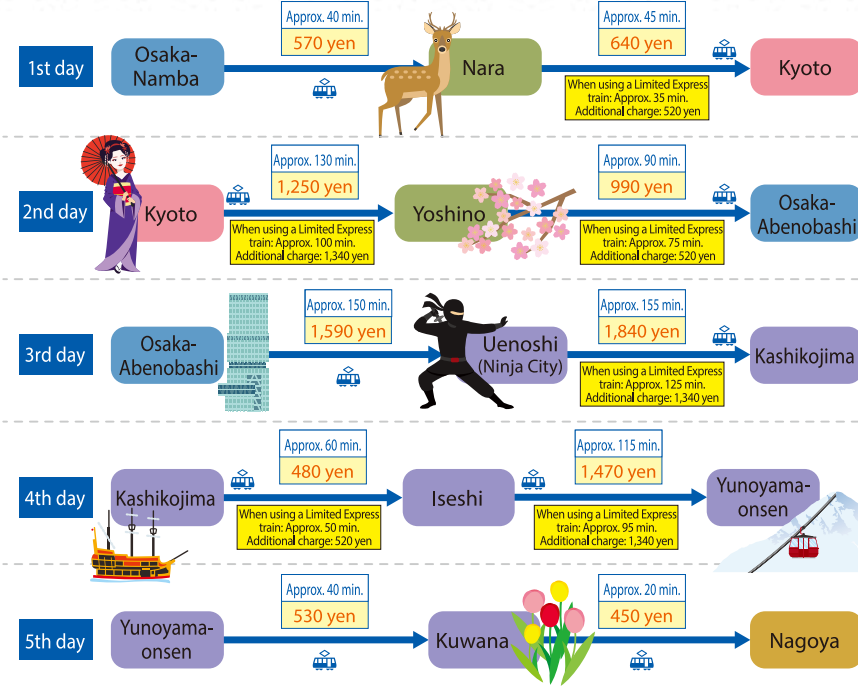 1st day
Osaka-
Namba
Approx. 40 min.
570 yen
Nara
Approx. 45 min.
640 yen
When using a Limited Express
train: Approx. 35 min.
Additional charge: 520 yen
Kyoto
2nd day
Kyoto
Approx. 130 min.
1,250 yen
When using a Limited Express
train: Approx. 100 min.
Additional charge: 1,340 yen
Yoshino
Approx. 90 min.
990 yen
When using a Limited Express
train: Approx. 75 min.
Additional charge: 520 yen
Osaka-
Abenobashi
3rd day
Osaka-
Abenobashi
Approx. 150 min.
1,590 yen
Uenoshi
(Ninja City)
Approx. 155 min.
1,840 yen
When using a Limited Express
train: Approx. 125 min.
Additional charge: 1,340 yen
Kashikojima
4th day
Kashikojima
Approx. 60 min.
480 yen
When using a Limited Express
train: Approx. 50 min.
Additional charge: 520 yen
Iseshi
Approx. 115 min.
1,470 yen
When using a Limited Express
train: Approx. 95 min.
Additional charge: 1,340 yen
Yunoyama-
onsen
5th day
Yunoyama-
onsen
Approx. 40 min.
530 yen
Kuwana
Approx. 20 min.
450 yen
Nagoya